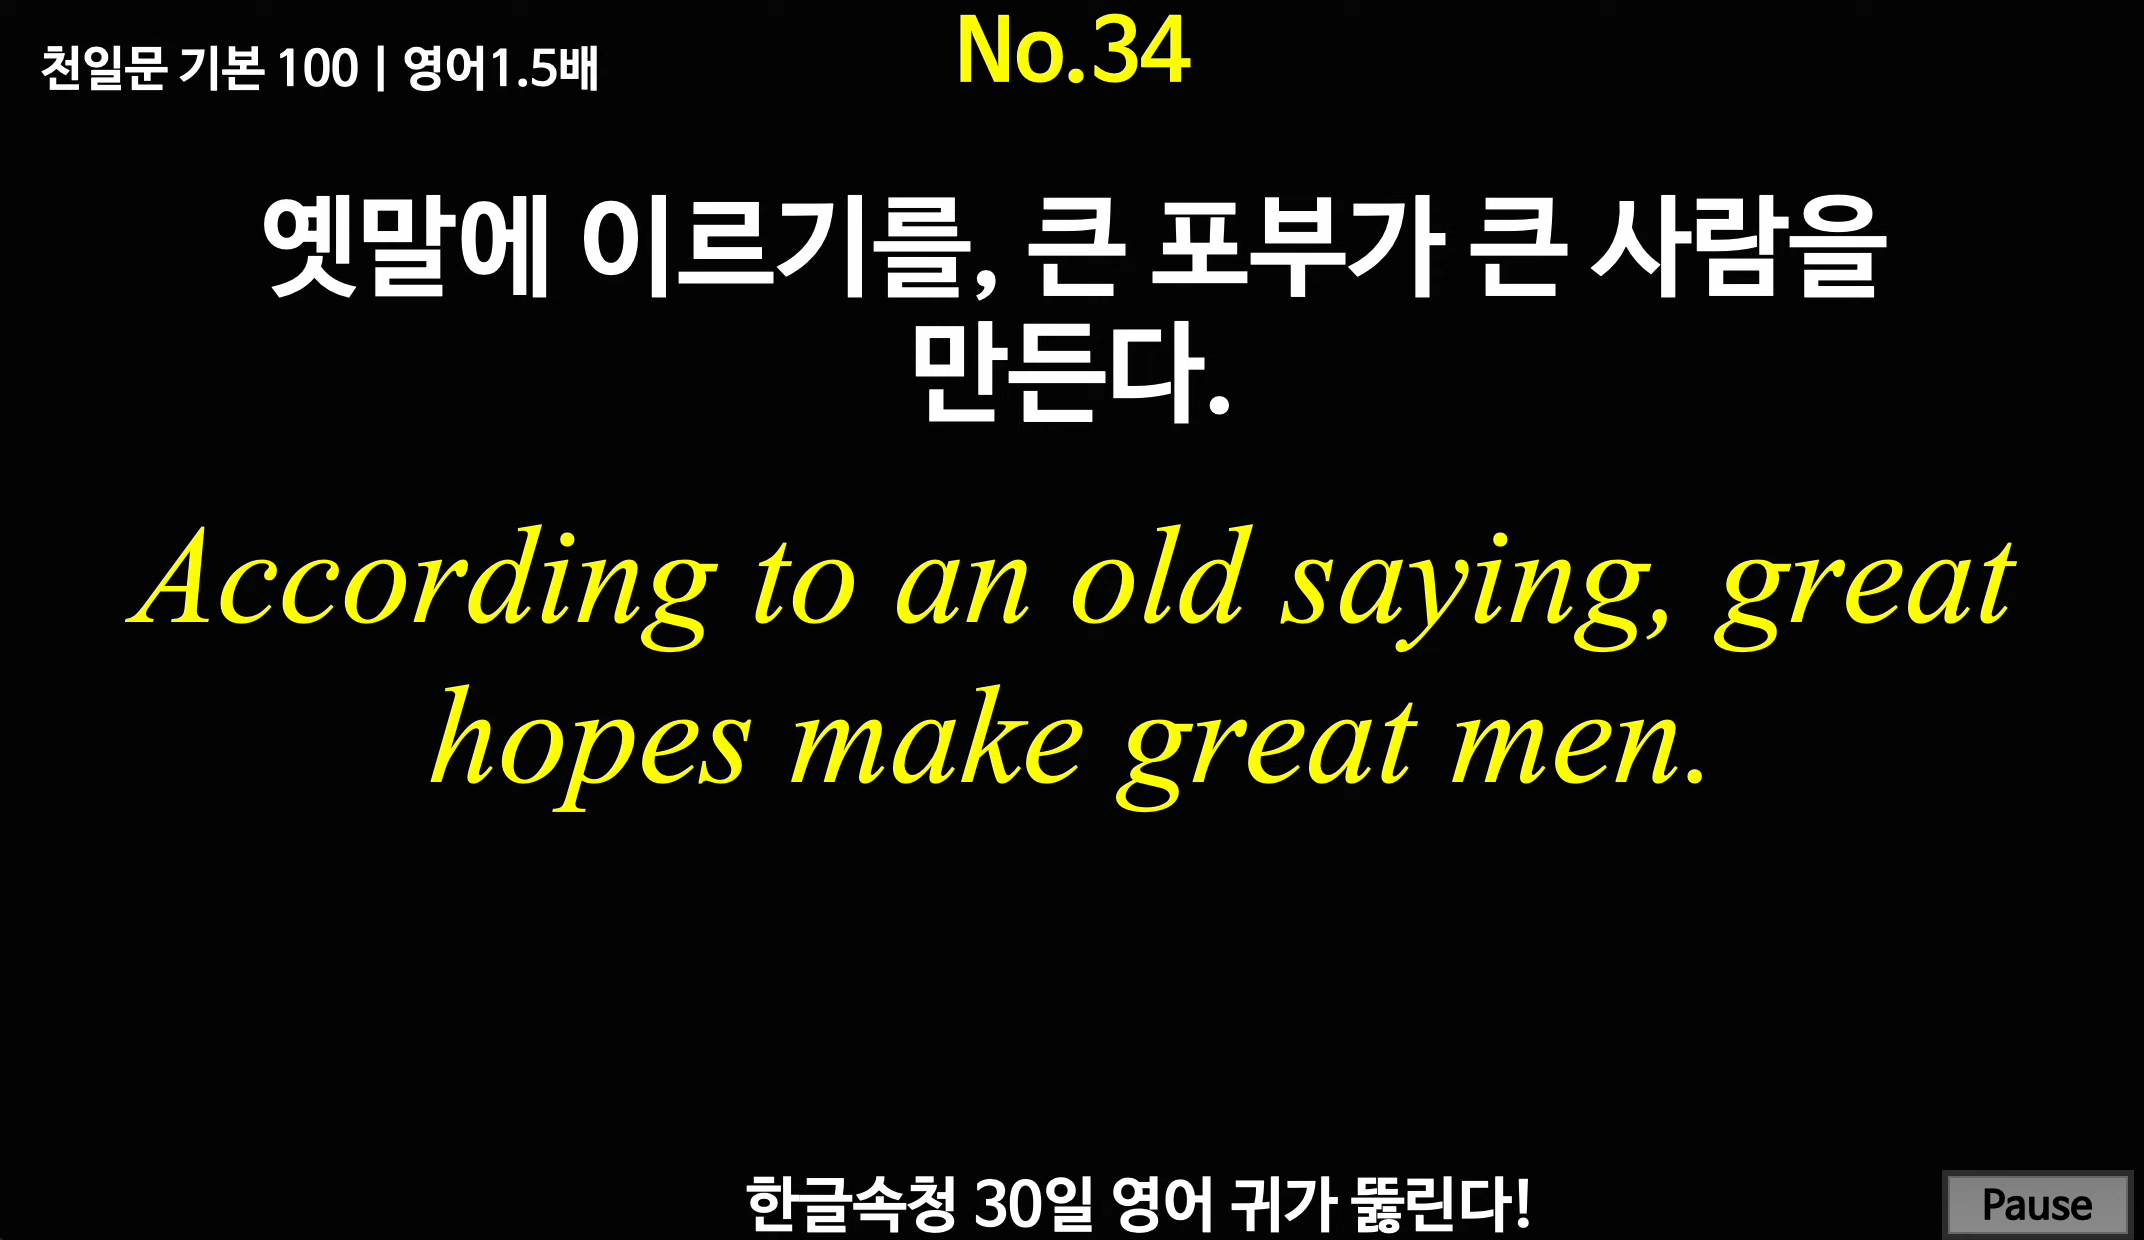 천일문 기본 100 | 영어1.5배
No.34
옛말에 이르기를, 큰 포부가 큰 사람을
만든다.
According to an old saying, great
hopes make great men.
한글속청 30일 영어 귀가 뚫린다!
Pause